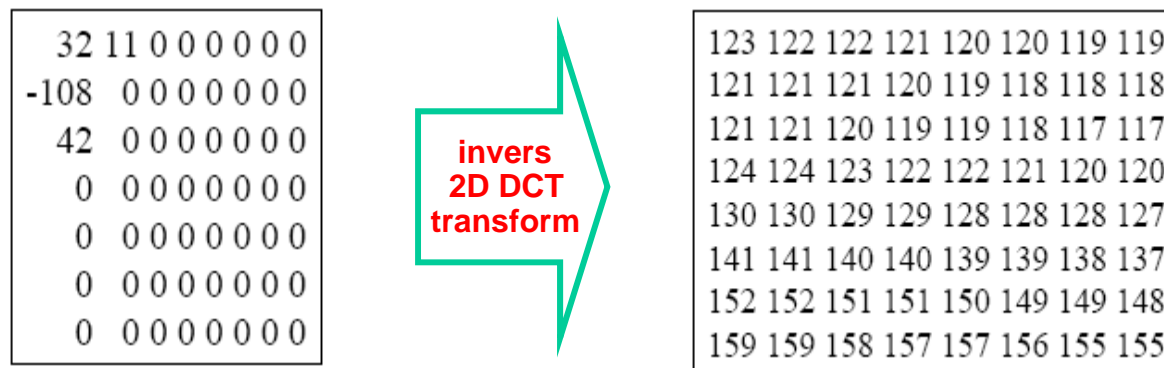 32 11 0 0 0 0 0 0
-108 0 0 0 0 0 0 0
42 0 0 0 0 0 0 0
0 0 0 0 0 0 0 0
0 0 0 0 0 0 0 0
0 0 0 0 0 0 0 0
0 0 0 0 0 0 0 0
invers
2D DCT
transform
123 122 122 121 120 120 119 119
121 121 121 120 119 118 118 118
121 121 120 119 119 118 117 117
124 124 123 122 122 121 120 120
130 130 129 129 128 128 128 127
141 141 140 140 139 139 138 137
152 152 151 151 150 149 149 148
159 159 158 157 157 156 155 155